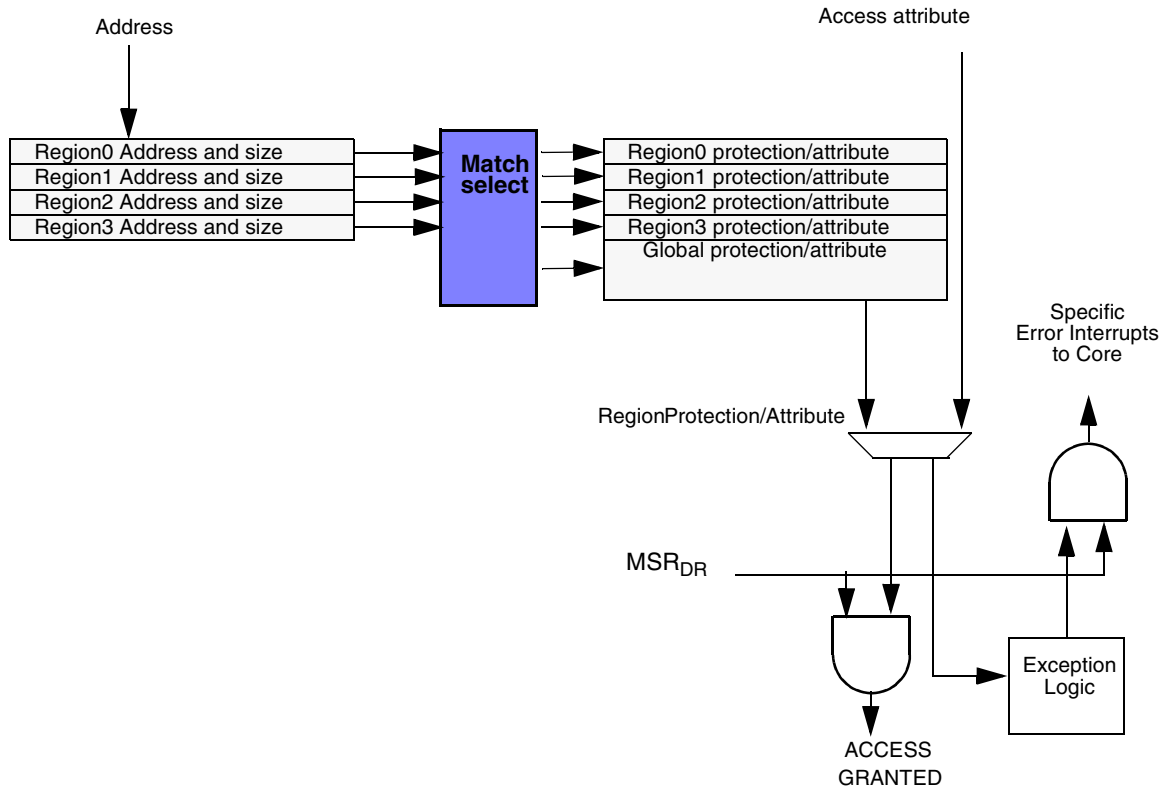 Access attribute
Address
Region0 Address and size
Region1 Address and size
Region2 Address and size
Region3 Address and size
Match
select
Region0 protection/attribute
Region1 protection/attribute
Region2 protection/attribute
Region3 protection/attribute
Global protection/attribute
Specific
Error Interrupts
to Core
RegionProtection/Attribute
MSRDR
Exception
Logic
ACCESS
GRANTED